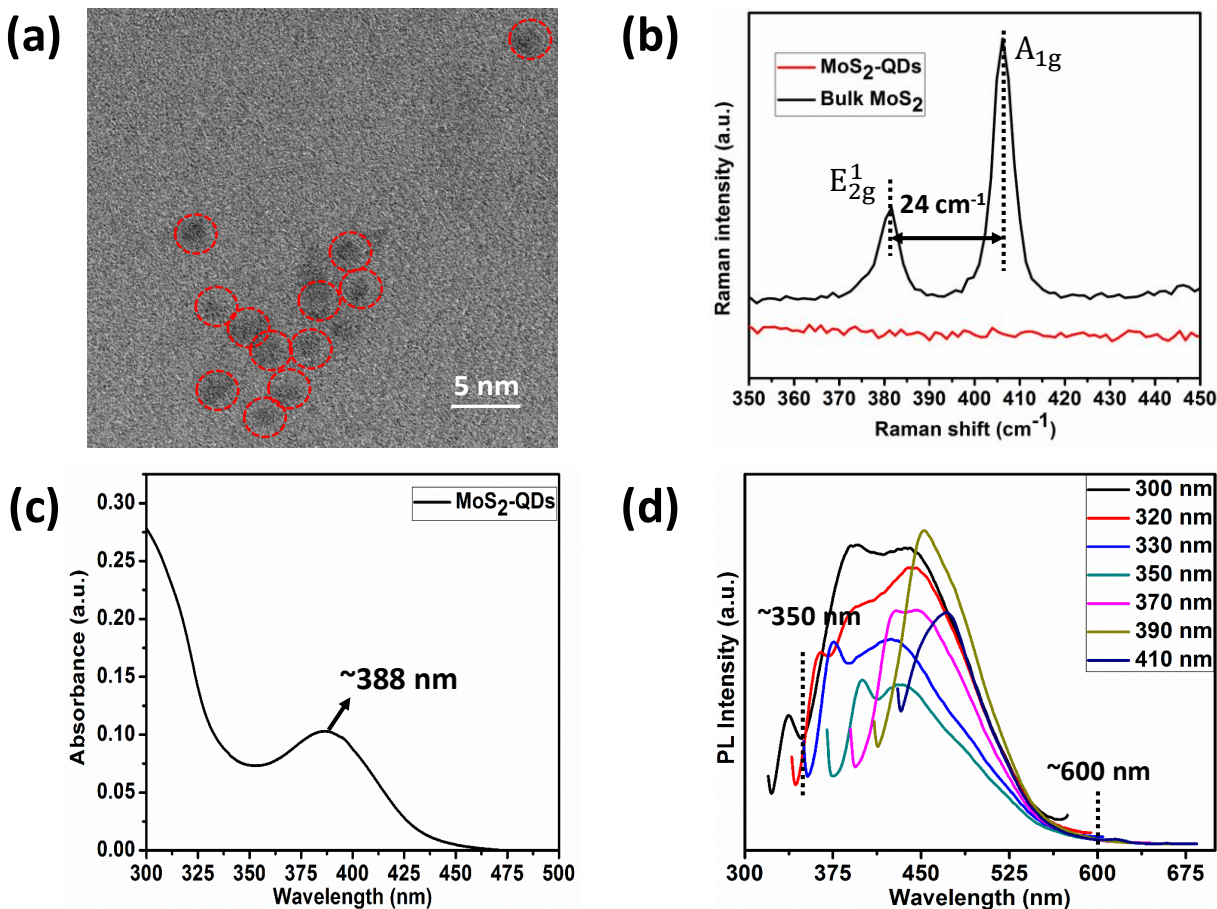 (a)
5 nm
(b)
MoS₂-QDs
Bulk MoS₂
A₁g
E¹₂g
24 cm⁻¹
Raman intensity (a.u.)
350 360 370 380 390 400 410 420 430 440 450
Raman shift (cm⁻¹)
(c)
MoS₂-QDs
~388 nm
Absorbance (a.u.)
0.30
0.25
0.20
0.15
0.10
0.05
0.00
300 325 350 375 400 425 450 475 500
Wavelength (nm)
(d)
300 nm
320 nm
330 nm
350 nm
370 nm
390 nm
410 nm
~350 nm
~600 nm
PL Intensity (a.u.)
300 375 450 525 600 675
Wavelength (nm)